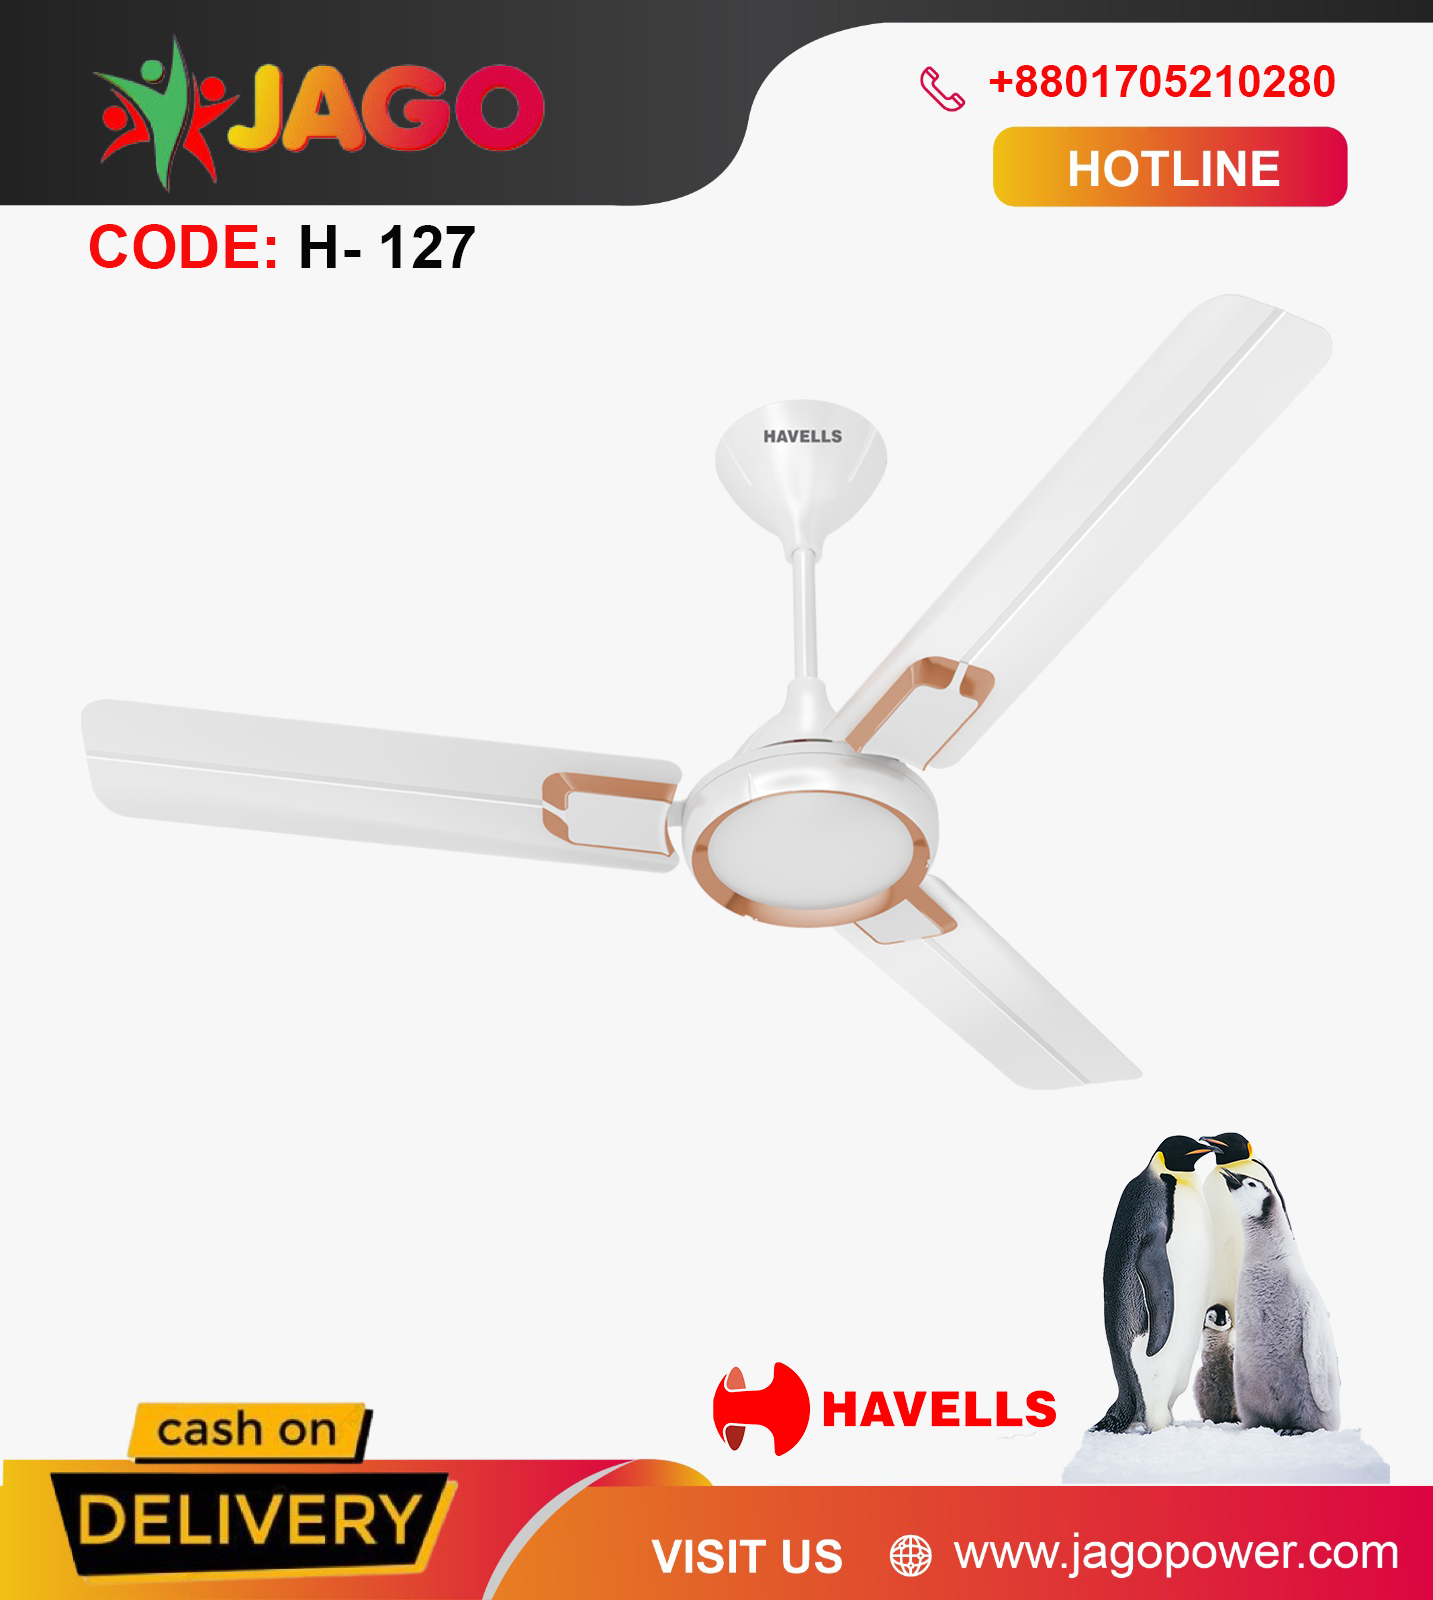 JAGO
+8801705210280
HOTLINE
CODE: H- 127
HAVELLS
HAVELLS
cash on
DELIVERY
VISIT US
www.jagopower.com